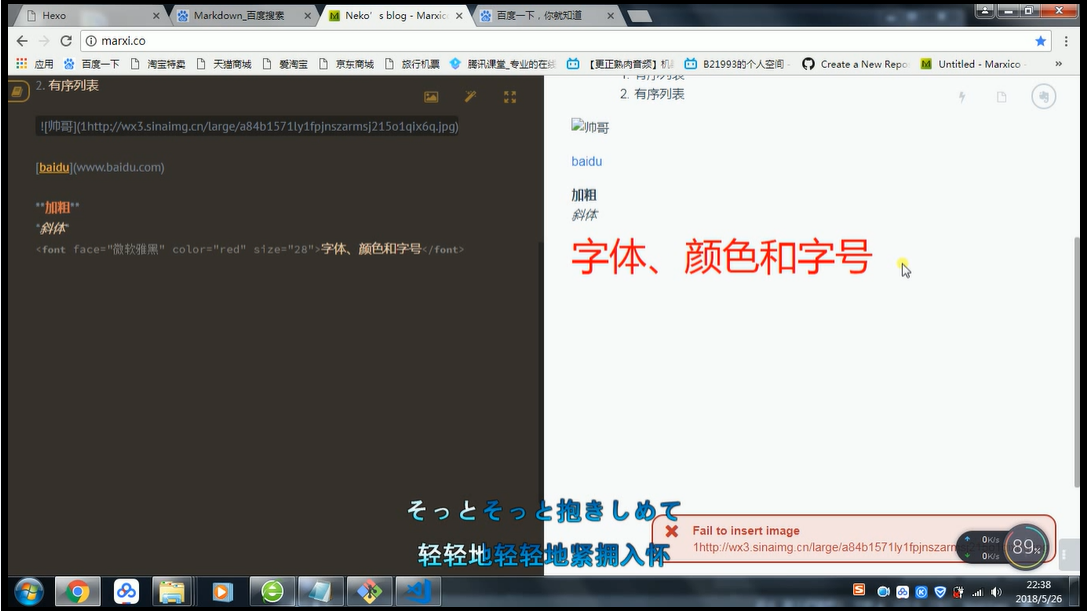 Hexo
Markdown_百度搜索
Neko's blog - Marxico
百度一下，你就知道
marxi.co
应用
百度一下
淘宝特卖
天猫商城
爱淘宝
京东商城
旅行机票
腾讯课堂_专业的在线
【更正熟肉音频】机
B21993的个人空间 -
Create a New Repo
Untitled - Marxico
»
2. 有序列表
![帅哥](1http://wx3.sinaimg.cn/large/a84b1571ly1fpjnszarmsj215o1qix6q.jpg)
[baidu](www.baidu.com)
**加粗**
*斜体*
<font face="微软雅黑" color="red" size="28">字体、颜色和字号</font>
1. 有序列表
2. 有序列表
帅哥
baidu
加粗
斜体
字体、颜色和字号
そっとそっと抱きしめて
轻轻地轻轻地紧拥入怀
Fail to insert image
1http://wx3.sinaimg.cn/large/a84b1571ly1fpjnszarm
0K/s
0K/s
89%
22:38
2018/5/26